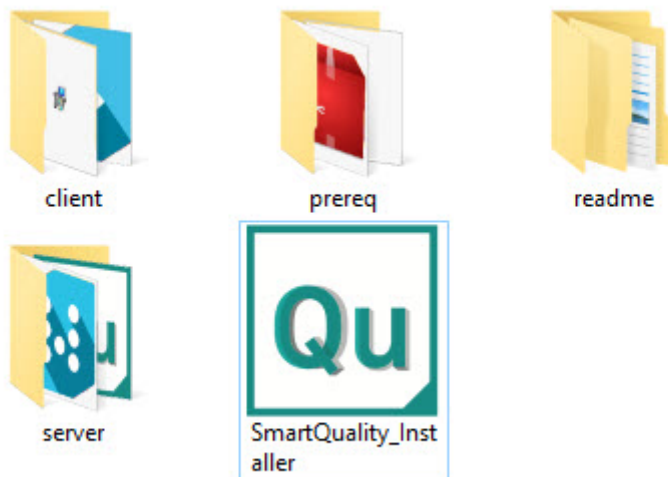 client
prereq
readme
server
Qu
SmartQuality_Inst
aller